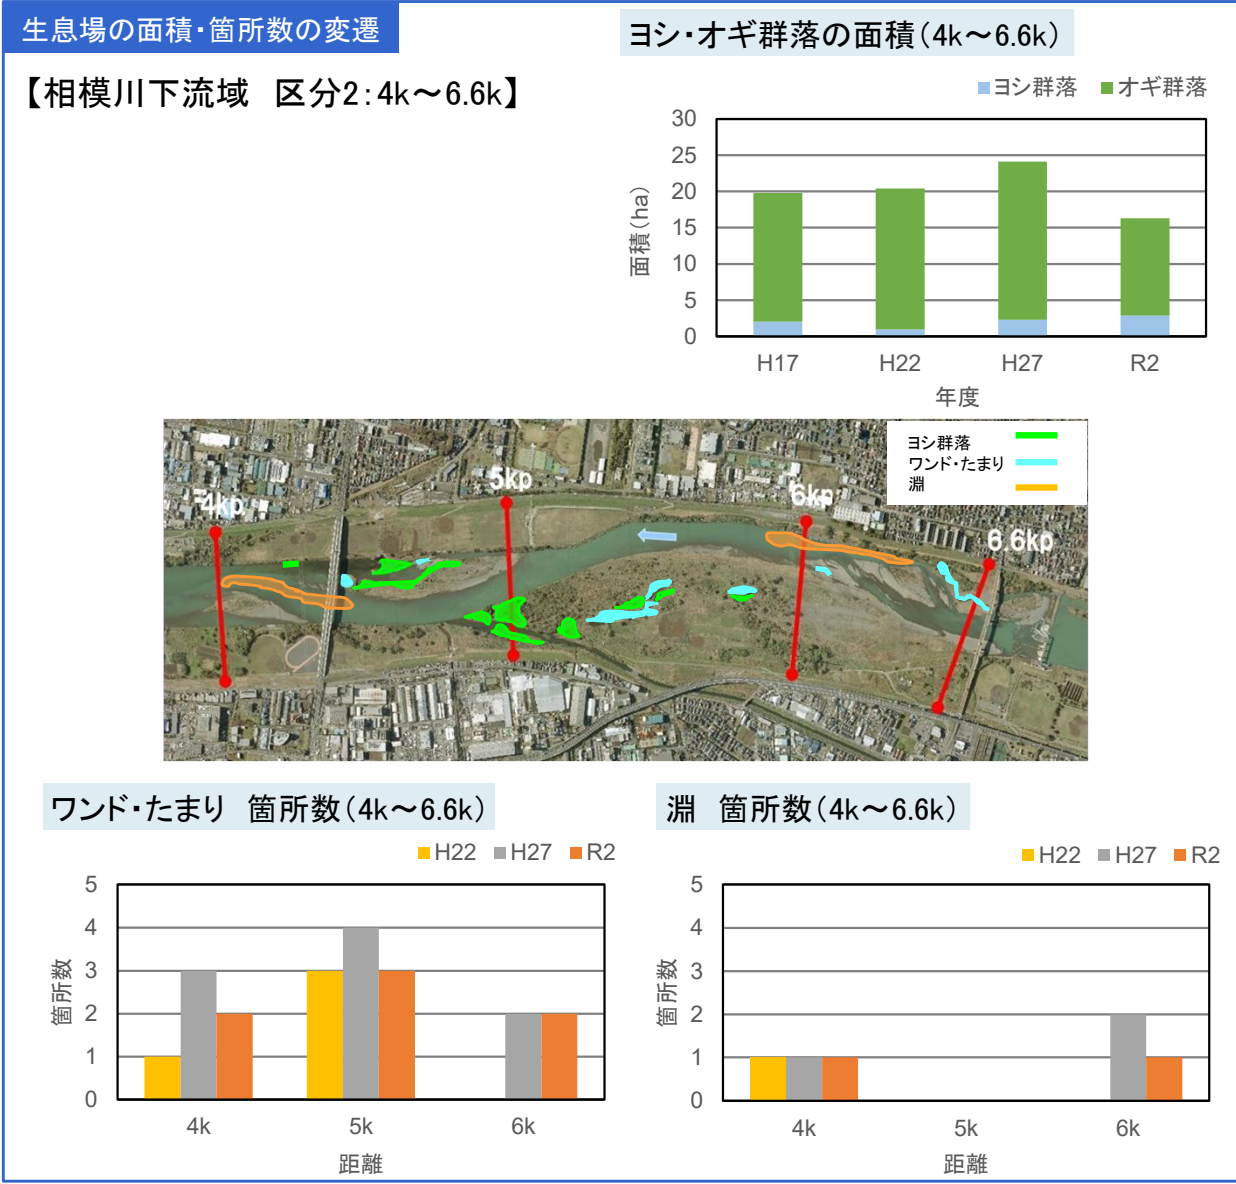 生息場の面積・箇所数の変遷
【相模川下流域　区分2：4k～6.6k】
ヨシ・オギ群落の面積（4k～6.6k）
ヨシ群落 オギ群落
30
25
20
15
10
5
0
面積（ha）
H17 H22 H27 R2
年度
ヨシ群落
ワンド・たまり
淵
4kp
5kp
6kp
6.6kp
ワンド・たまり　箇所数（4k～6.6k）
H22 H27 R2
5
4
3
2
1
0
箇所数
4k 5k 6k
距離
淵　箇所数（4k～6.6k）
H22 H27 R2
5
4
3
2
1
0
箇所数
4k 5k 6k
距離